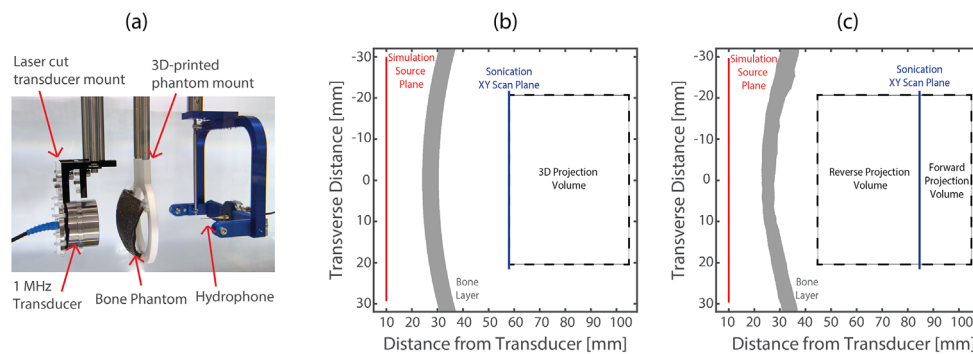 (a)
Laser cut
transducer mount
3D-printed
phantom mount
1 MHz
Transducer
Bone Phantom
Hydrophone
(b)
Transverse Distance [mm]
-30
-20
-10
0
10
20
30
Simulation
Source
Plane
Sonication
XY Scan Plane
3D Projection
Volume
Bone
Layer
10 20 30 40 50 60 70 80 90 100
Distance from Transducer [mm]
(c)
Transverse Distance [mm]
-30
-20
-10
0
10
20
30
Simulation
Source
Plane
Sonication
XY Scan Plane
Reverse Projection
Volume
Forward
Projection
Volume
Bone
Layer
10 20 30 40 50 60 70 80 90 100
Distance from Transducer [mm]